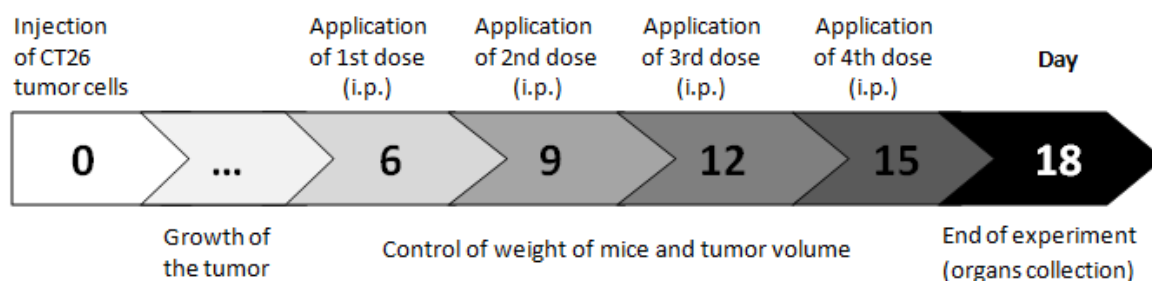 Injection
of CT26
tumor cells
Application
of 1st dose
(i.p.)
Application
of 2nd dose
(i.p.)
Application
of 3rd dose
(i.p.)
Application
of 4th dose
(i.p.)
Day
0
...
6
9
12
15
18
Growth of
the tumor
Control of weight of mice and tumor volume
End of experiment
(organs collection)